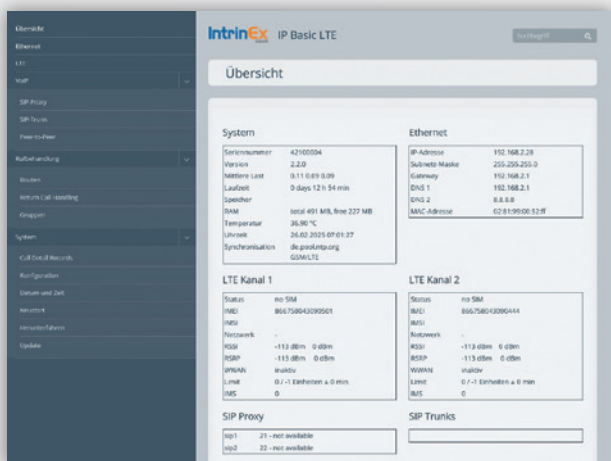 Übersicht
Ethernet
LTE
VoIP
SIP-Proxy
SIP-Trunk
Peer-to-Peer
Rufbehandlung
Routen
Return Call Handling
Gruppen
System
Call Detail Records
Konfiguration
Datum und Zeit
Neustart
Herunterfahren
Update
IntrinEx IP Basic LTE
Suchbegriff
Übersicht
System
Seriennummer 42100004
Version 2.2.0
Mittlere Last 0.11 0.09 0.09
Laufzeit 0 days 12 h 54 min
Speicher
RAM total 491 MB, free 227 MB
Temperatur 36.90 °C
Uhrzeit 26.02.2025 07:01:27
Synchronisation de.pool.ntp.org
GSM/LTE
Ethernet
IP-Adresse 192.168.2.28
Subnetz-Maske 255.255.255.0
Gateway 192.168.2.1
DNS 1 192.168.2.1
DNS 2 8.8.8.8
MAC-Adresse 02:81:99:00:52:ff
LTE Kanal 1
Status no SIM
IMEI 866758043090501
IMSI
Netzwerk -
RSSI -113 dBm 0 dBm
RSRP -113 dBm 0 dBm
WWAN inaktiv
Limit 0 / -1 Einheiten à 0 min
IMS 0
LTE Kanal 2
Status no SIM
IMEI 866758043090444
IMSI
Netzwerk -
RSSI -113 dBm 0 dBm
RSRP -113 dBm 0 dBm
WWAN inaktiv
Limit 0 / -1 Einheiten à 0 min
IMS 0
SIP Proxy
sip1 21 - not available
sip2 22 - not available
SIP Trunks